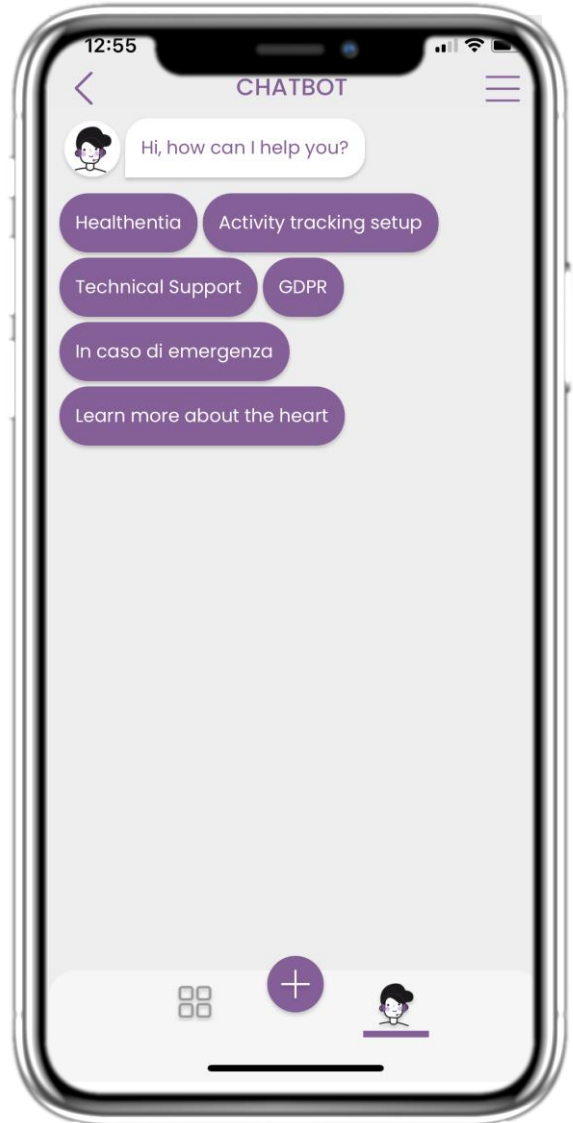 12:55
CHATBOT
Hi, how can I help you?
Healthentia Activity tracking setup
Technical Support GDPR
In caso di emergenza
Learn more about the heart